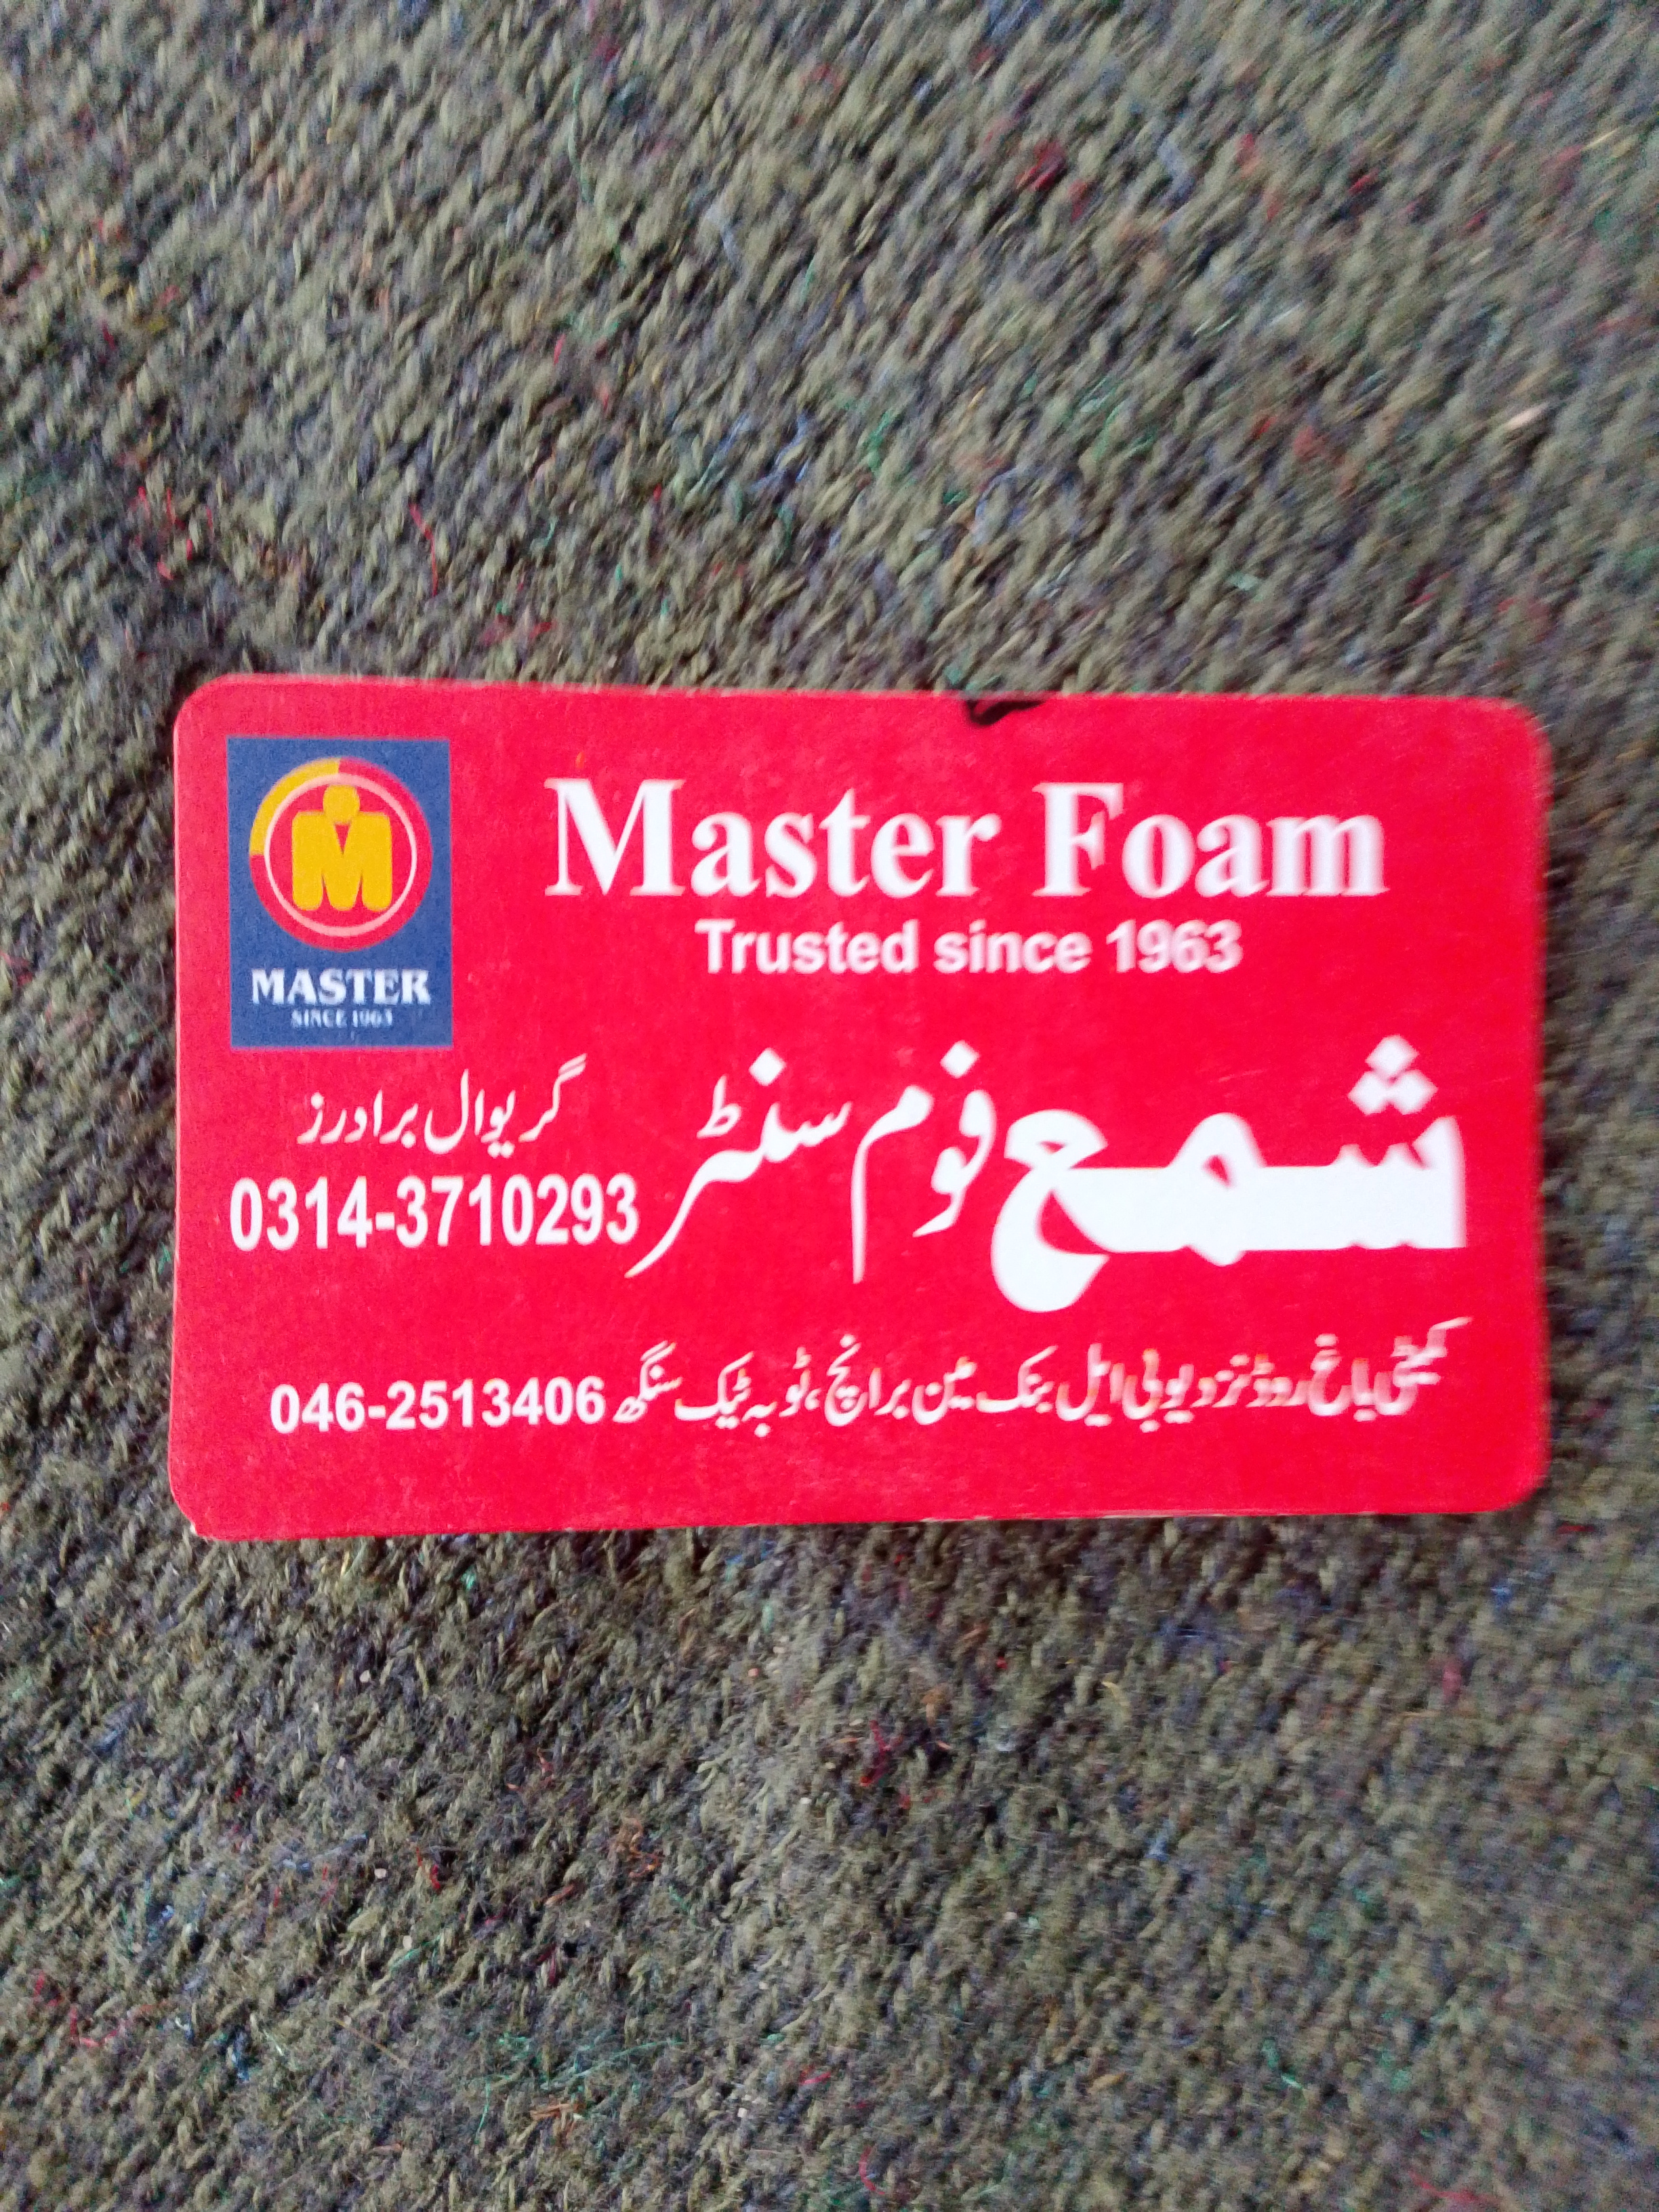 Master Foam
Trusted since 1963
MASTER
SINCE 1963
شمع فوم سنٹر
گریوال برادرز
0314-3710293
کمیٹی باغ روڈ نزد یو بی ایل بنک مین برانچ، ٹوبہ ٹیک سنگھ 046-2513406